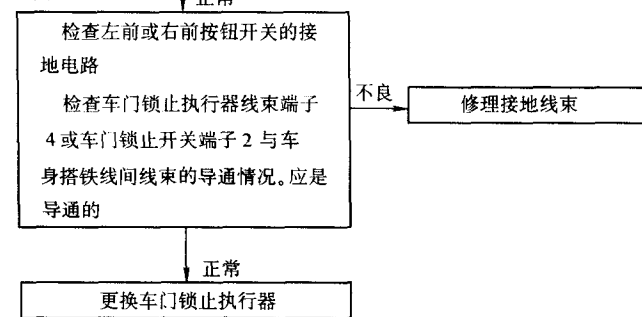 正常
检查左前或右前按钮开关的接
地电路
检查车门锁止执行器线束端子
4或车门锁止开关端子2与车
身搭铁线间线束的导通情况。应是
导通的
不良
修理接地线束
正常
更换车门锁止执行器